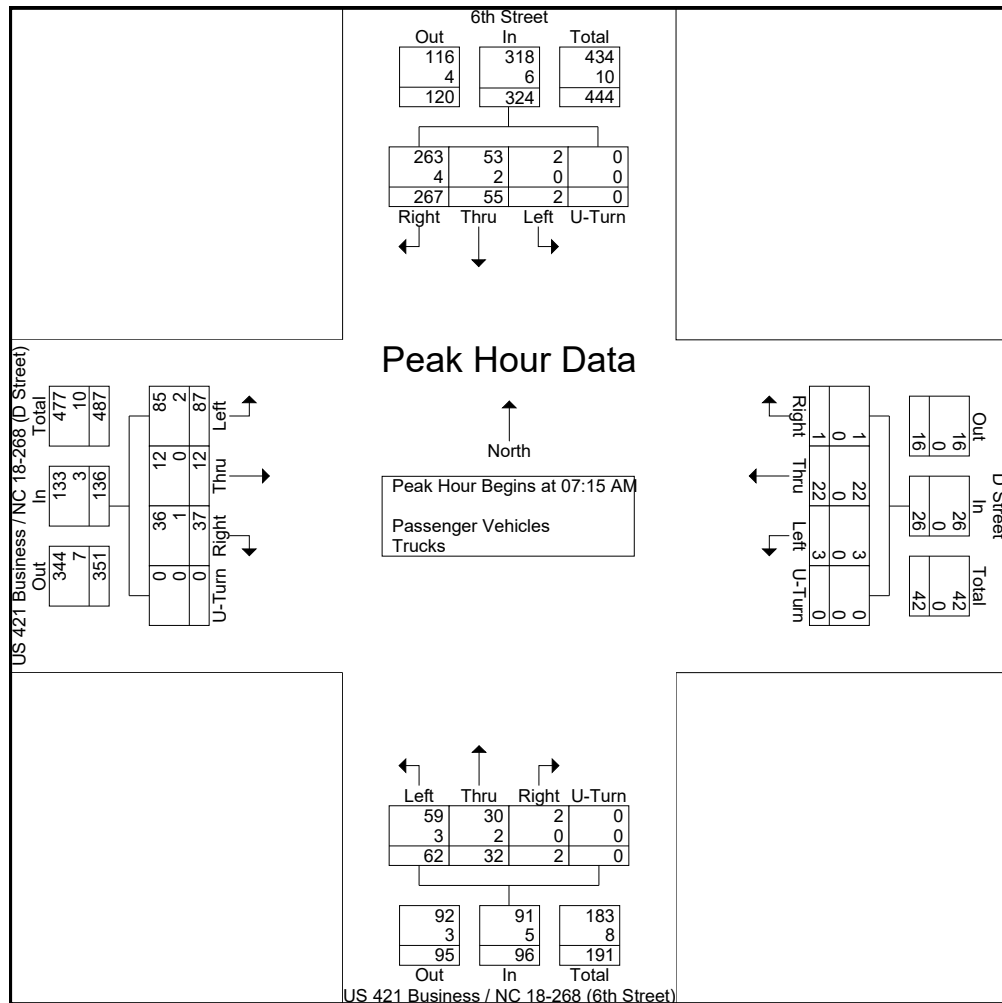 6th Street
Out In Total
116 318 434
4 6 10
120 324 444
263 53 2 0
4 2 0 0
267 55 2 0
Right Thru Left U-Turn
US 421 Business / NC 18-268 (D Street)
Total In Out
477 133 344
10 3 7
487 136 351
85 12 36 0
2 0 1 0
87 12 37 0
Left Thru Right U-Turn
Peak Hour Data
North
Peak Hour Begins at 07:15 AM
Passenger Vehicles
Trucks
Right Thru Left U-Turn
1 22 3 0
0 0 0 0
1 22 3 0
Out In Total
16 26 42
0 0 0
16 26 42
D Street
Left Thru Right U-Turn
59 30 2 0
3 2 0 0
62 32 2 0
92 91 183
3 5 8
95 96 191
Out In Total
US 421 Business / NC 18-268 (6th Street)